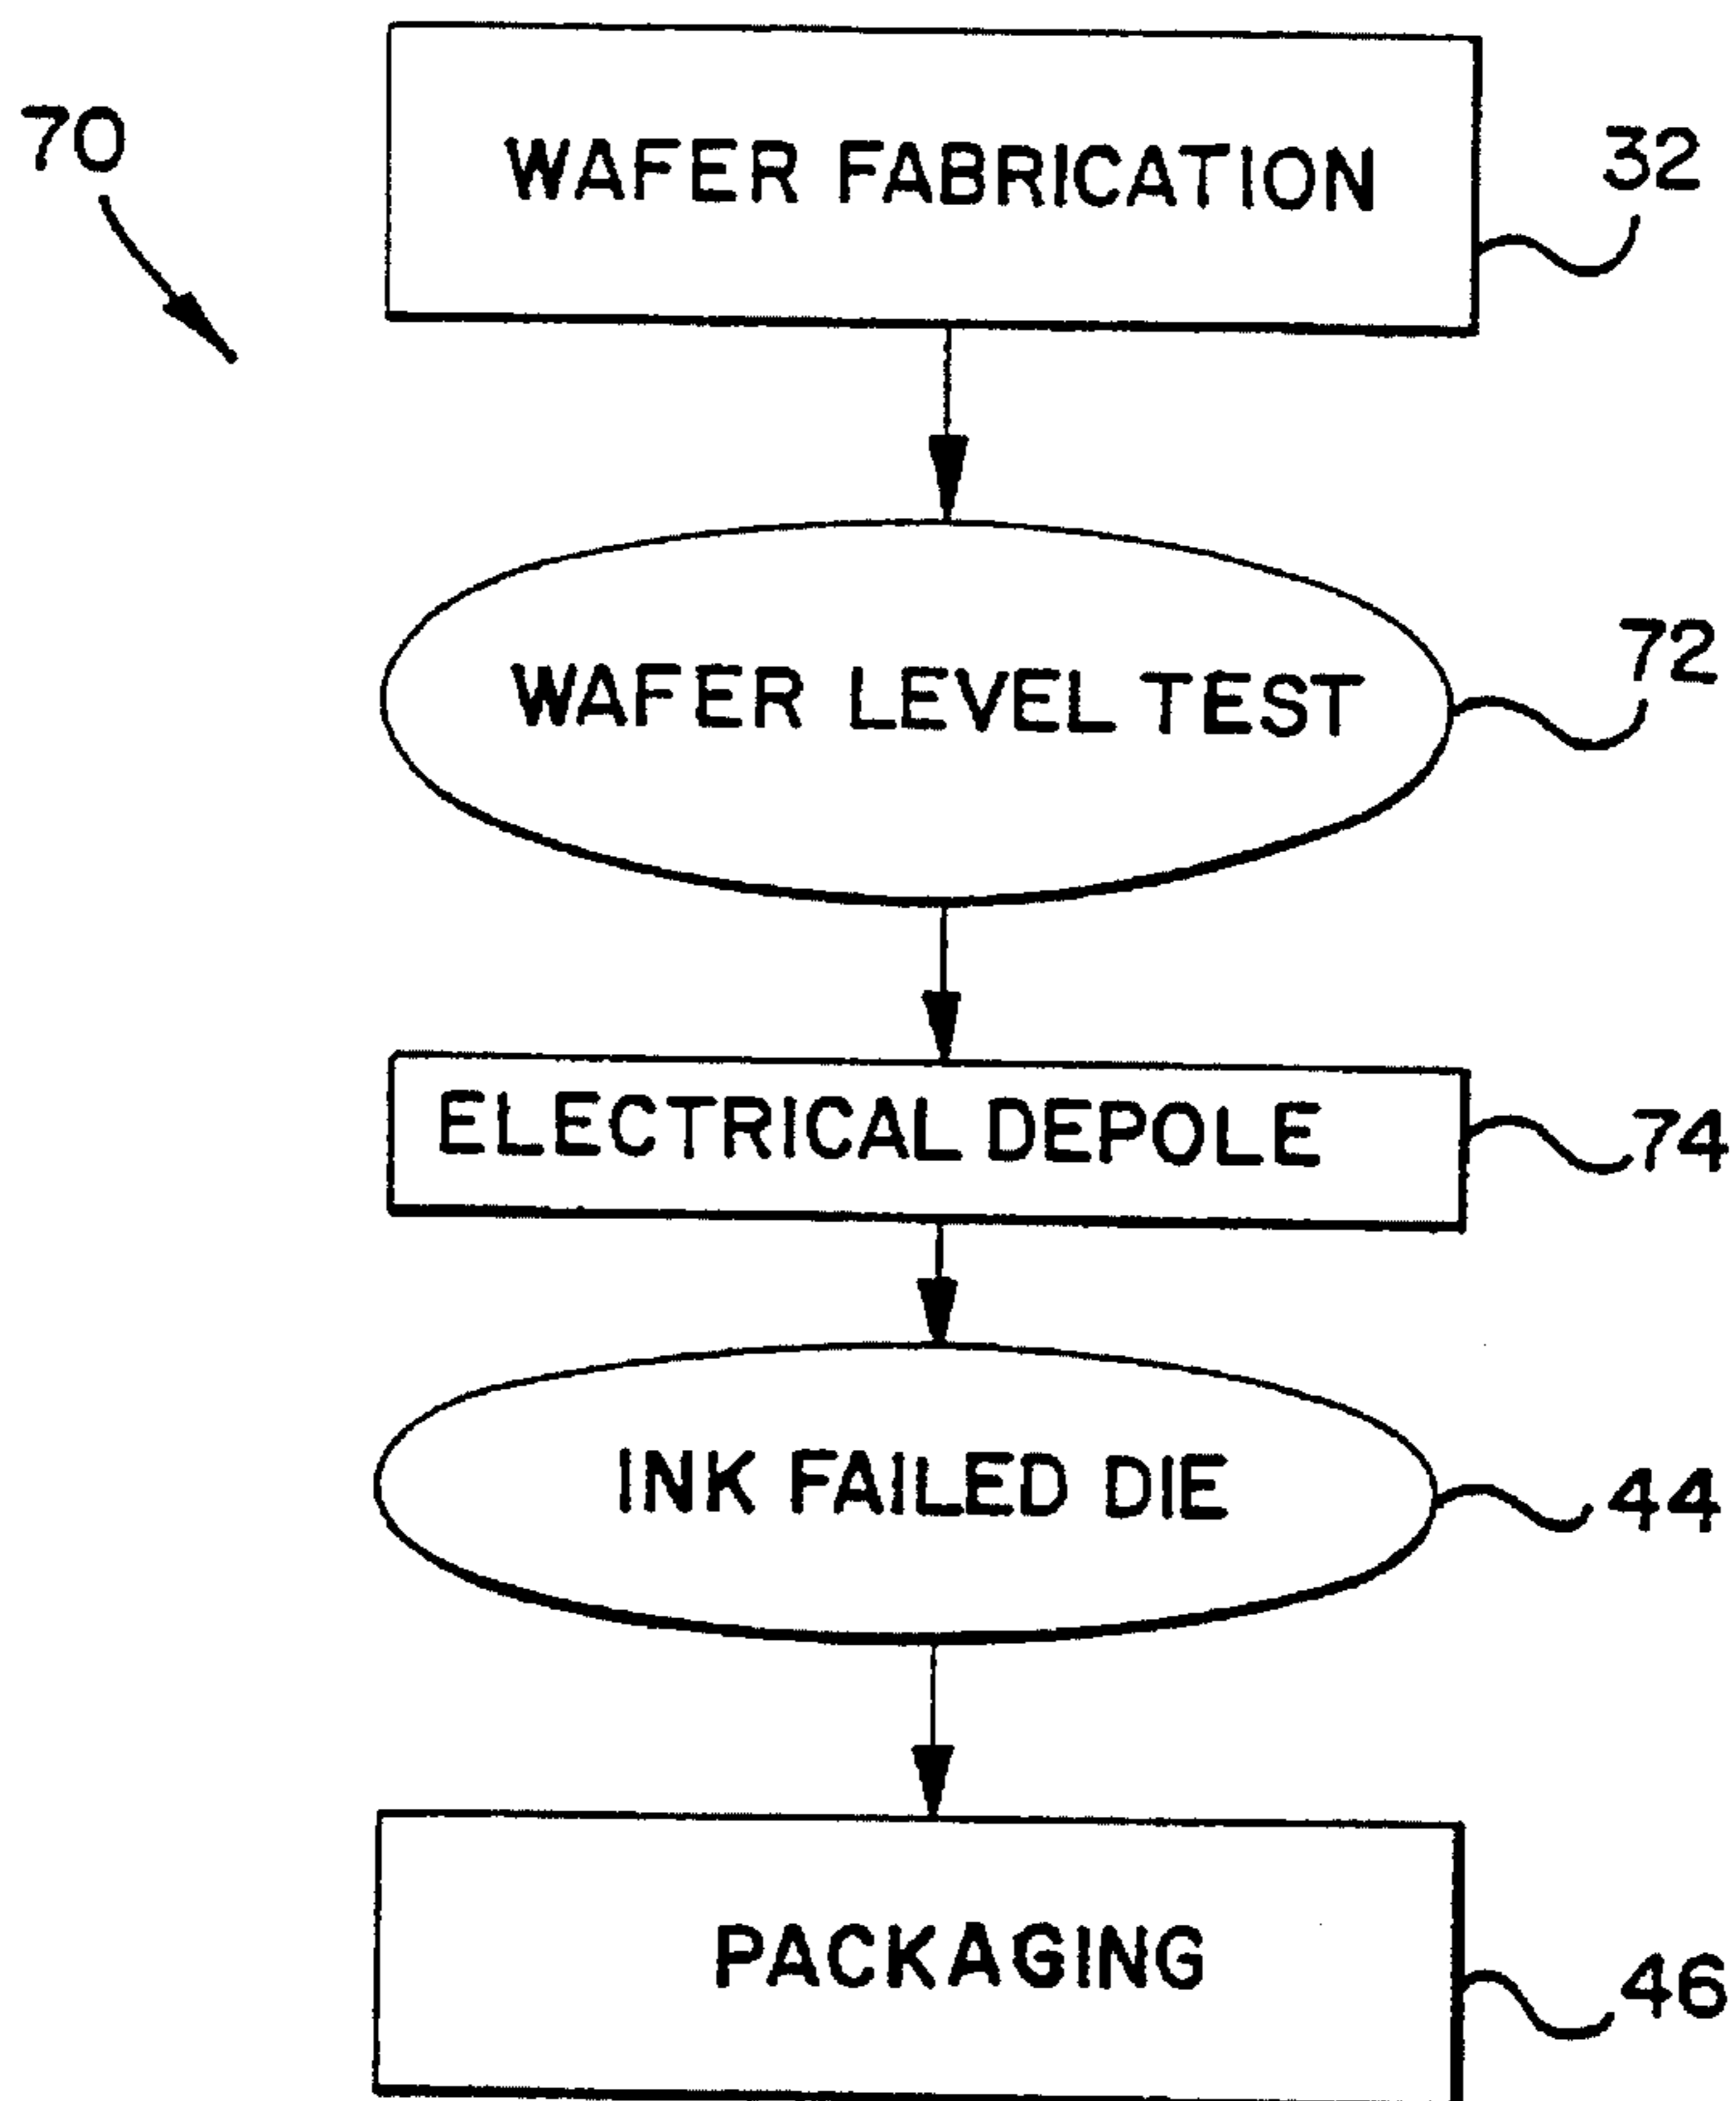 70
WAFER FABRICATION
32
WAFER LEVEL TEST
72
ELECTRICAL DEPOLE
74
INK FAILED DIE
44
PACKAGING
46